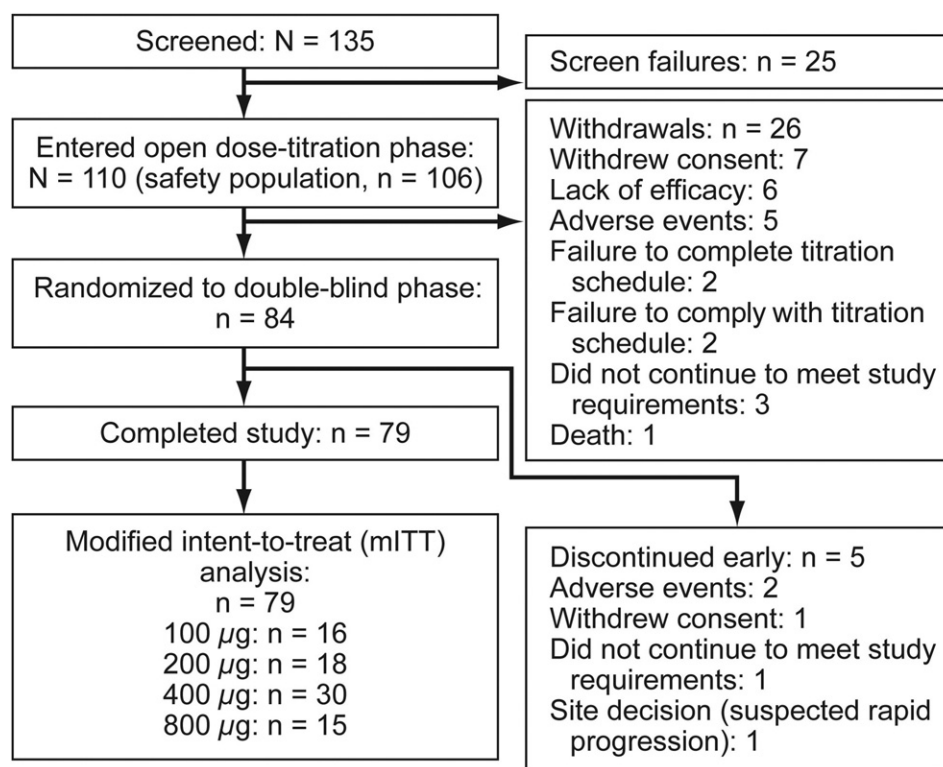 Screened: N = 135
Screen failures: n = 25
Entered open dose-titration phase:
N = 110 (safety population, n = 106)
Withdrawals: n = 26
Withdrew consent: 7
Lack of efficacy: 6
Adverse events: 5
Failure to complete titration
schedule: 2
Failure to comply with titration
schedule: 2
Did not continue to meet study
requirements: 3
Death: 1
Randomized to double-blind phase:
n = 84
Completed study: n = 79
Modified intent-to-treat (mITT)
analysis:
n = 79
100 µg: n = 16
200 µg: n = 18
400 µg: n = 30
800 µg: n = 15
Discontinued early: n = 5
Adverse events: 2
Withdrew consent: 1
Did not continue to meet study
requirements: 1
Site decision (suspected rapid
progression): 1